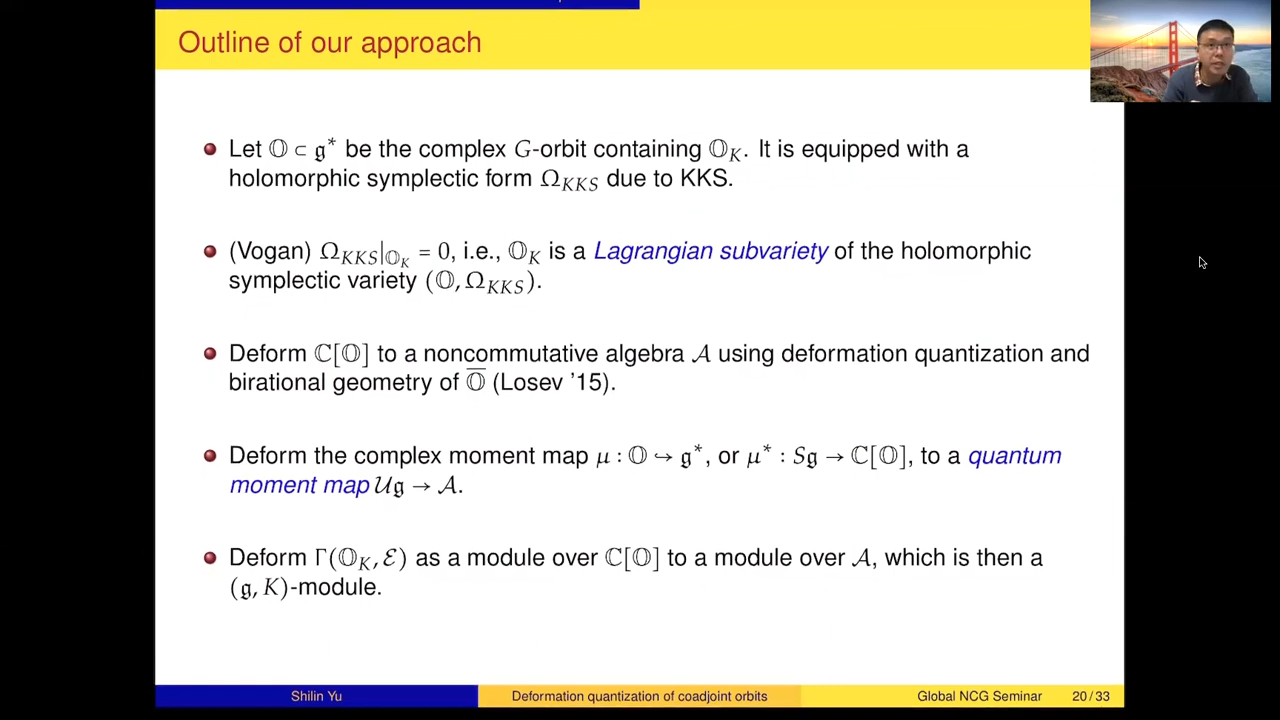 Outline of our approach
Let 𝕆 ⊂ 𝔤* be the complex G-orbit containing 𝕆_K. It is equipped with a
holomorphic symplectic form Ω_KKS due to KKS.
(Vogan) Ω_KKS|_𝕆_K = 0, i.e., 𝕆_K is a Lagrangian subvariety of the holomorphic
symplectic variety (𝕆, Ω_KKS).
Deform ℂ[𝕆] to a noncommutative algebra 𝒜 using deformation quantization and
birational geometry of 𝕆̅ (Losev '15).
Deform the complex moment map μ : 𝕆 ↪ 𝔤*, or μ* : S𝔤 → ℂ[𝕆], to a quantum
moment map 𝒰𝔤 → 𝒜.
Deform Γ(𝕆_K, ℰ) as a module over ℂ[𝕆] to a module over 𝒜, which is then a
(𝔤, K)-module.
Shilin Yu
Deformation quantization of coadjoint orbits
Global NCG Seminar
20 / 33